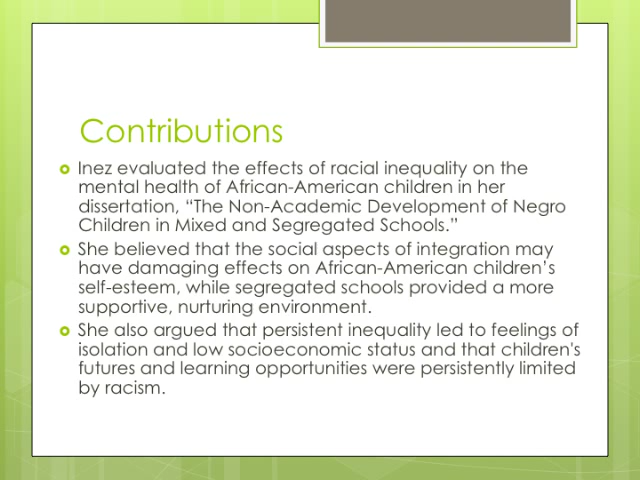 Contributions
Inez evaluated the effects of racial inequality on the
mental health of African-American children in her
dissertation, “The Non-Academic Development of Negro
Children in Mixed and Segregated Schools.”
She believed that the social aspects of integration may
have damaging effects on African-American children’s
self-esteem, while segregated schools provided a more
supportive, nurturing environment.
She also argued that persistent inequality led to feelings of
isolation and low socioeconomic status and that children's
futures and learning opportunities were persistently limited
by racism.